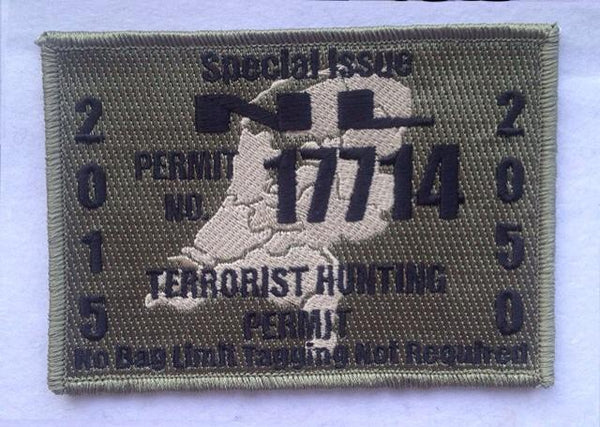 Special Issue
NL
2015
PERMIT NO. 17714
2050
TERRORIST HUNTING
PERMIT
No Bag Limit Tagging Not Required